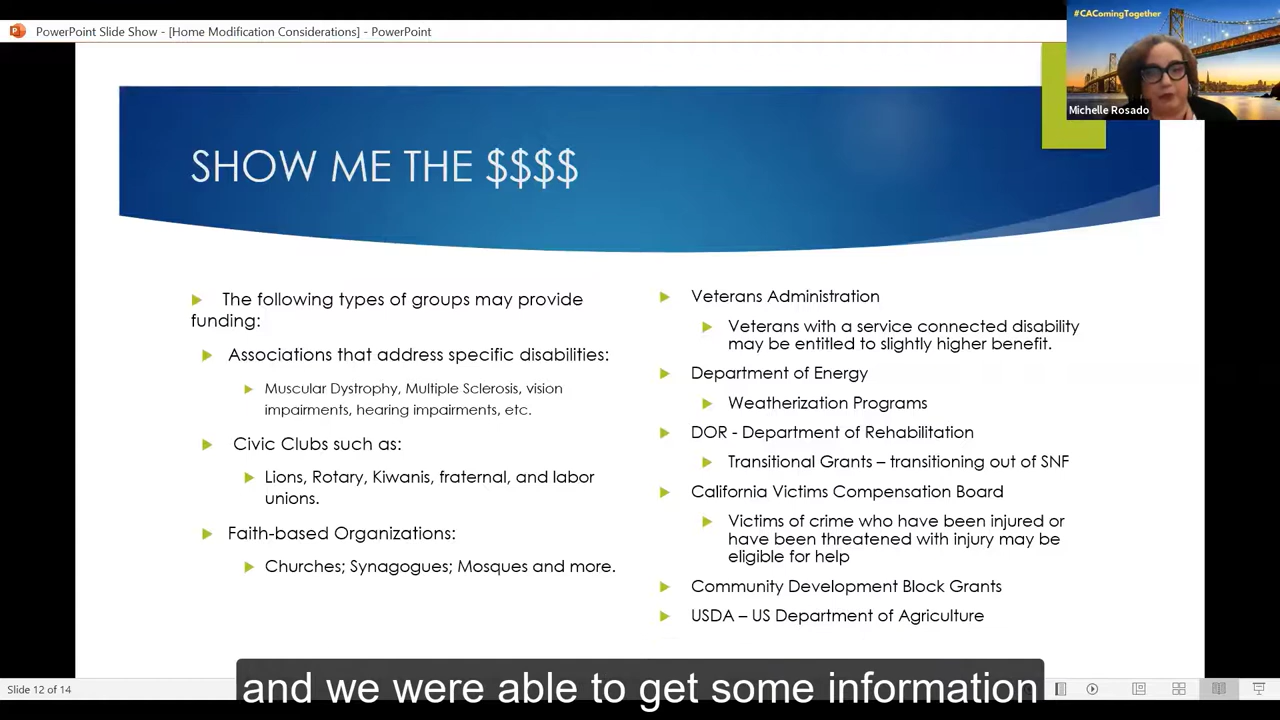 PowerPoint Slide Show - [Home Modification Considerations] - PowerPoint
#CAComingTogether
Michelle Rosado
SHOW ME THE $$$$
The following types of groups may provide
funding:
Associations that address specific disabilities:
Muscular Dystrophy, Multiple Sclerosis, vision
impairments, hearing impairments, etc.
Civic Clubs such as:
Lions, Rotary, Kiwanis, fraternal, and labor
unions.
Faith-based Organizations:
Churches; Synagogues; Mosques and more.
Veterans Administration
Veterans with a service connected disability
may be entitled to slightly higher benefit.
Department of Energy
Weatherization Programs
DOR - Department of Rehabilitation
Transitional Grants – transitioning out of SNF
California Victims Compensation Board
Victims of crime who have been injured or
have been threatened with injury may be
eligible for help
Community Development Block Grants
USDA – US Department of Agriculture
Slide 12 of 14
and we were able to get some information